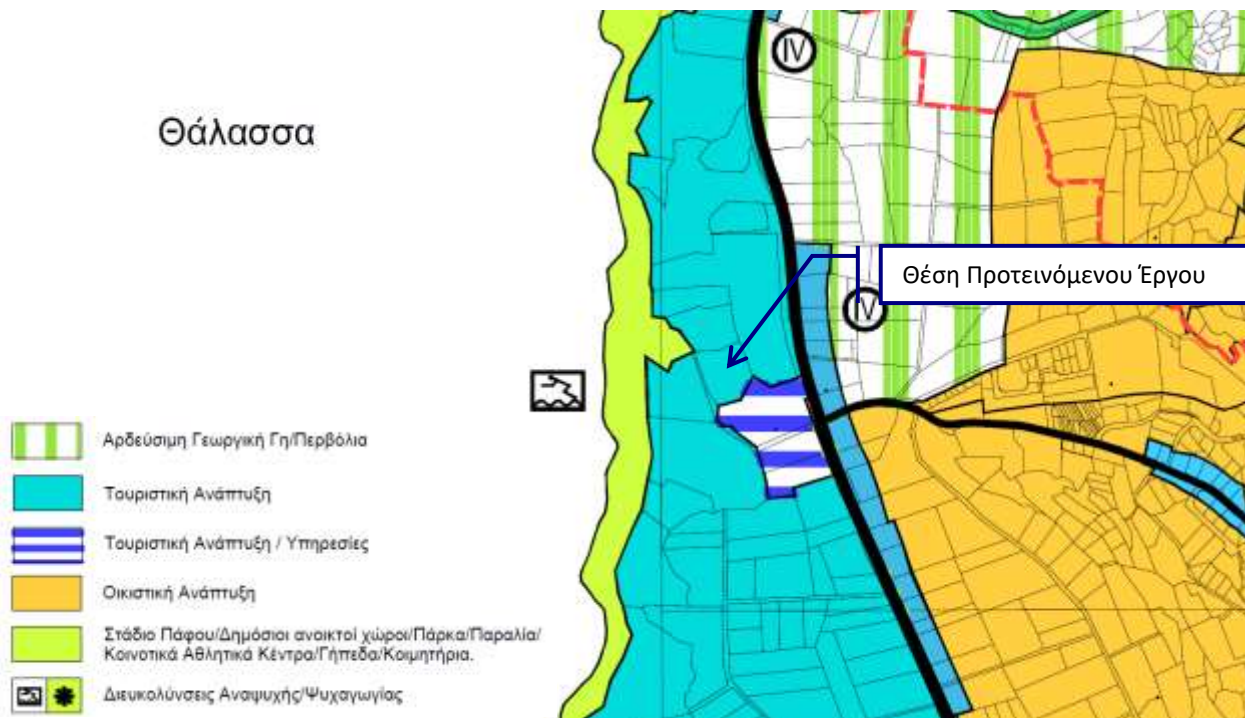 IV
Θάλασσα
Θέση Προτεινόμενου Έργου
IV
Αρδεύσιμη Γεωργική Γη/Περβόλια
Τουριστική Ανάπτυξη
Τουριστική Ανάπτυξη / Υπηρεσίες
Οικιστική Ανάπτυξη
Στάδιο Πάφου/Δημόσιοι ανοικτοί χώροι/Πάρκα/Παραλία/
Κοινοτικά Αθλητικά Κέντρα/Γήπεδα/Κοιμητήρια.
Διευκολύνσεις Αναψυχής/Ψυχαγωγίας